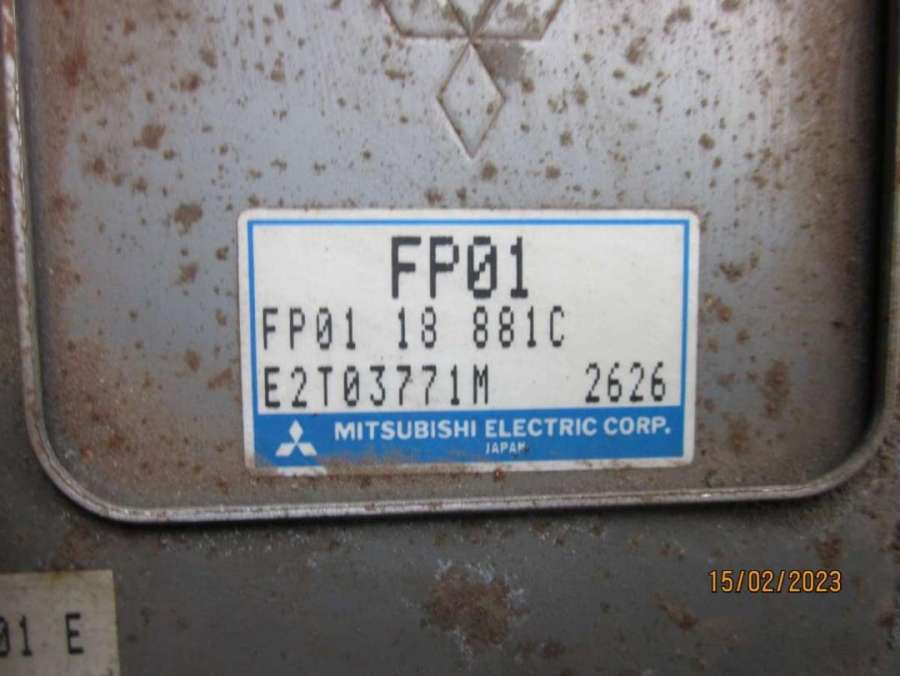 FP01
FP01 18 881C
E2T03771M 2626
MITSUBISHI ELECTRIC CORP.
JAPAN
15/02/2023
01 E